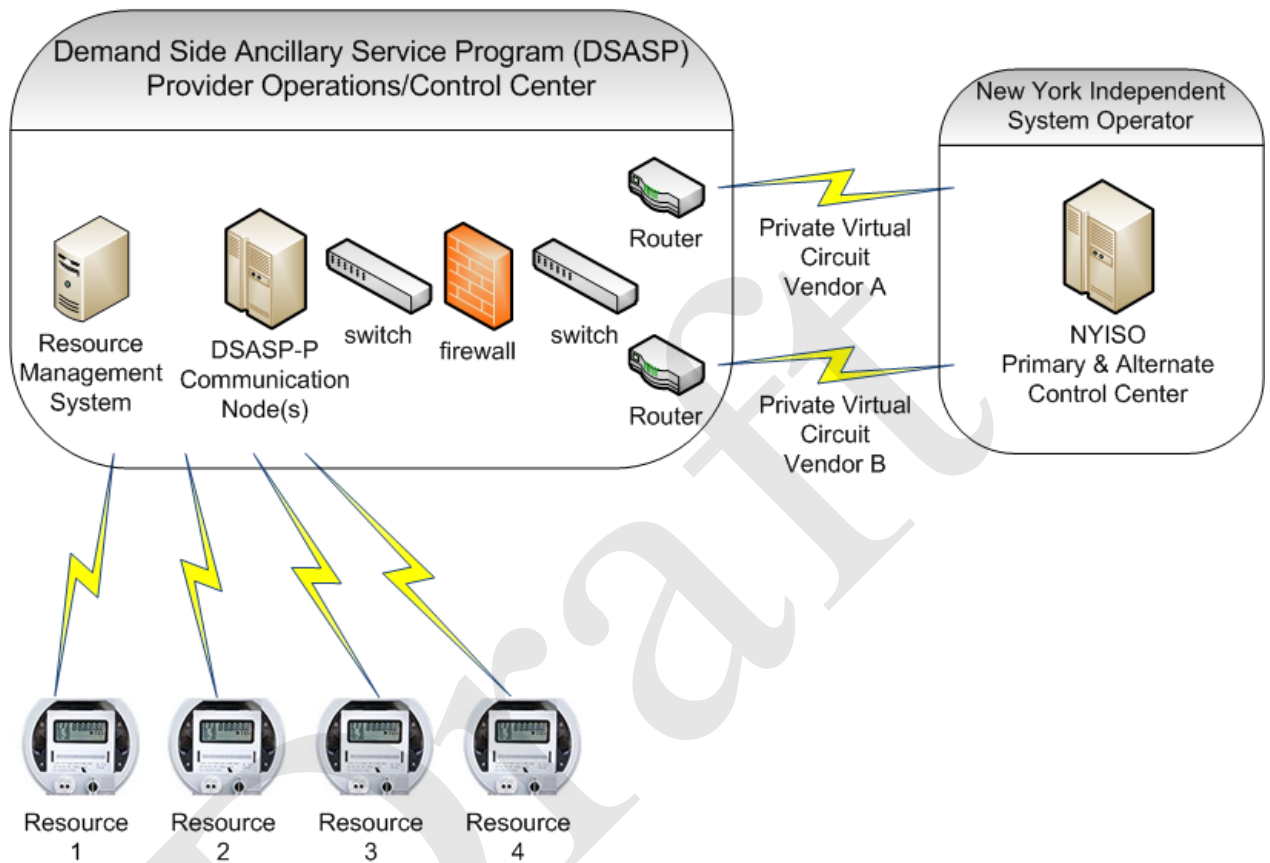 Demand Side Ancillary Service Program (DSASP)
Provider Operations/Control Center
New York Independent
System Operator
Router
Private Virtual
Circuit
Vendor A
Resource
Management
System
DSASP-P
Communication
Node(s)
switch
firewall
switch
Router
Private Virtual
Circuit
Vendor B
NYISO
Primary & Alternate
Control Center
Resource
1
Resource
2
Resource
3
Resource
4
Draft